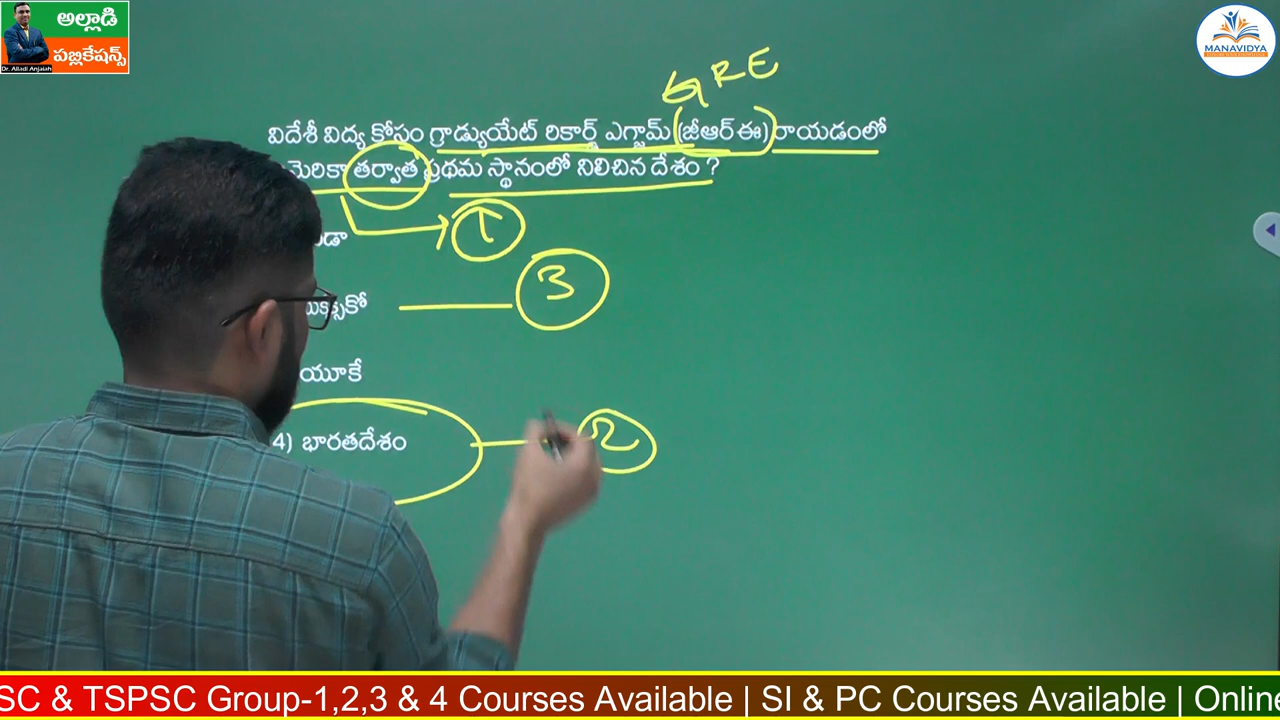 అల్లాడి
పబ్లికేషన్స్
Dr. Alladi Anjaiah
MANAVIDYA
GRE
విదేశీ విద్య కోసం గ్రాడ్యుయేట్ రికార్డ్ ఎగ్జామ్ (జీఆర్ఈ) రాయడంలో
మెరికా తర్వాత ప్రథమ స్థానంలో నిలిచిన దేశం ?
డా
1
3
యూకే
4) భారతదేశం
2
SC & TSPSC Group-1,2,3 & 4 Courses Available | SI & PC Courses Available | Online